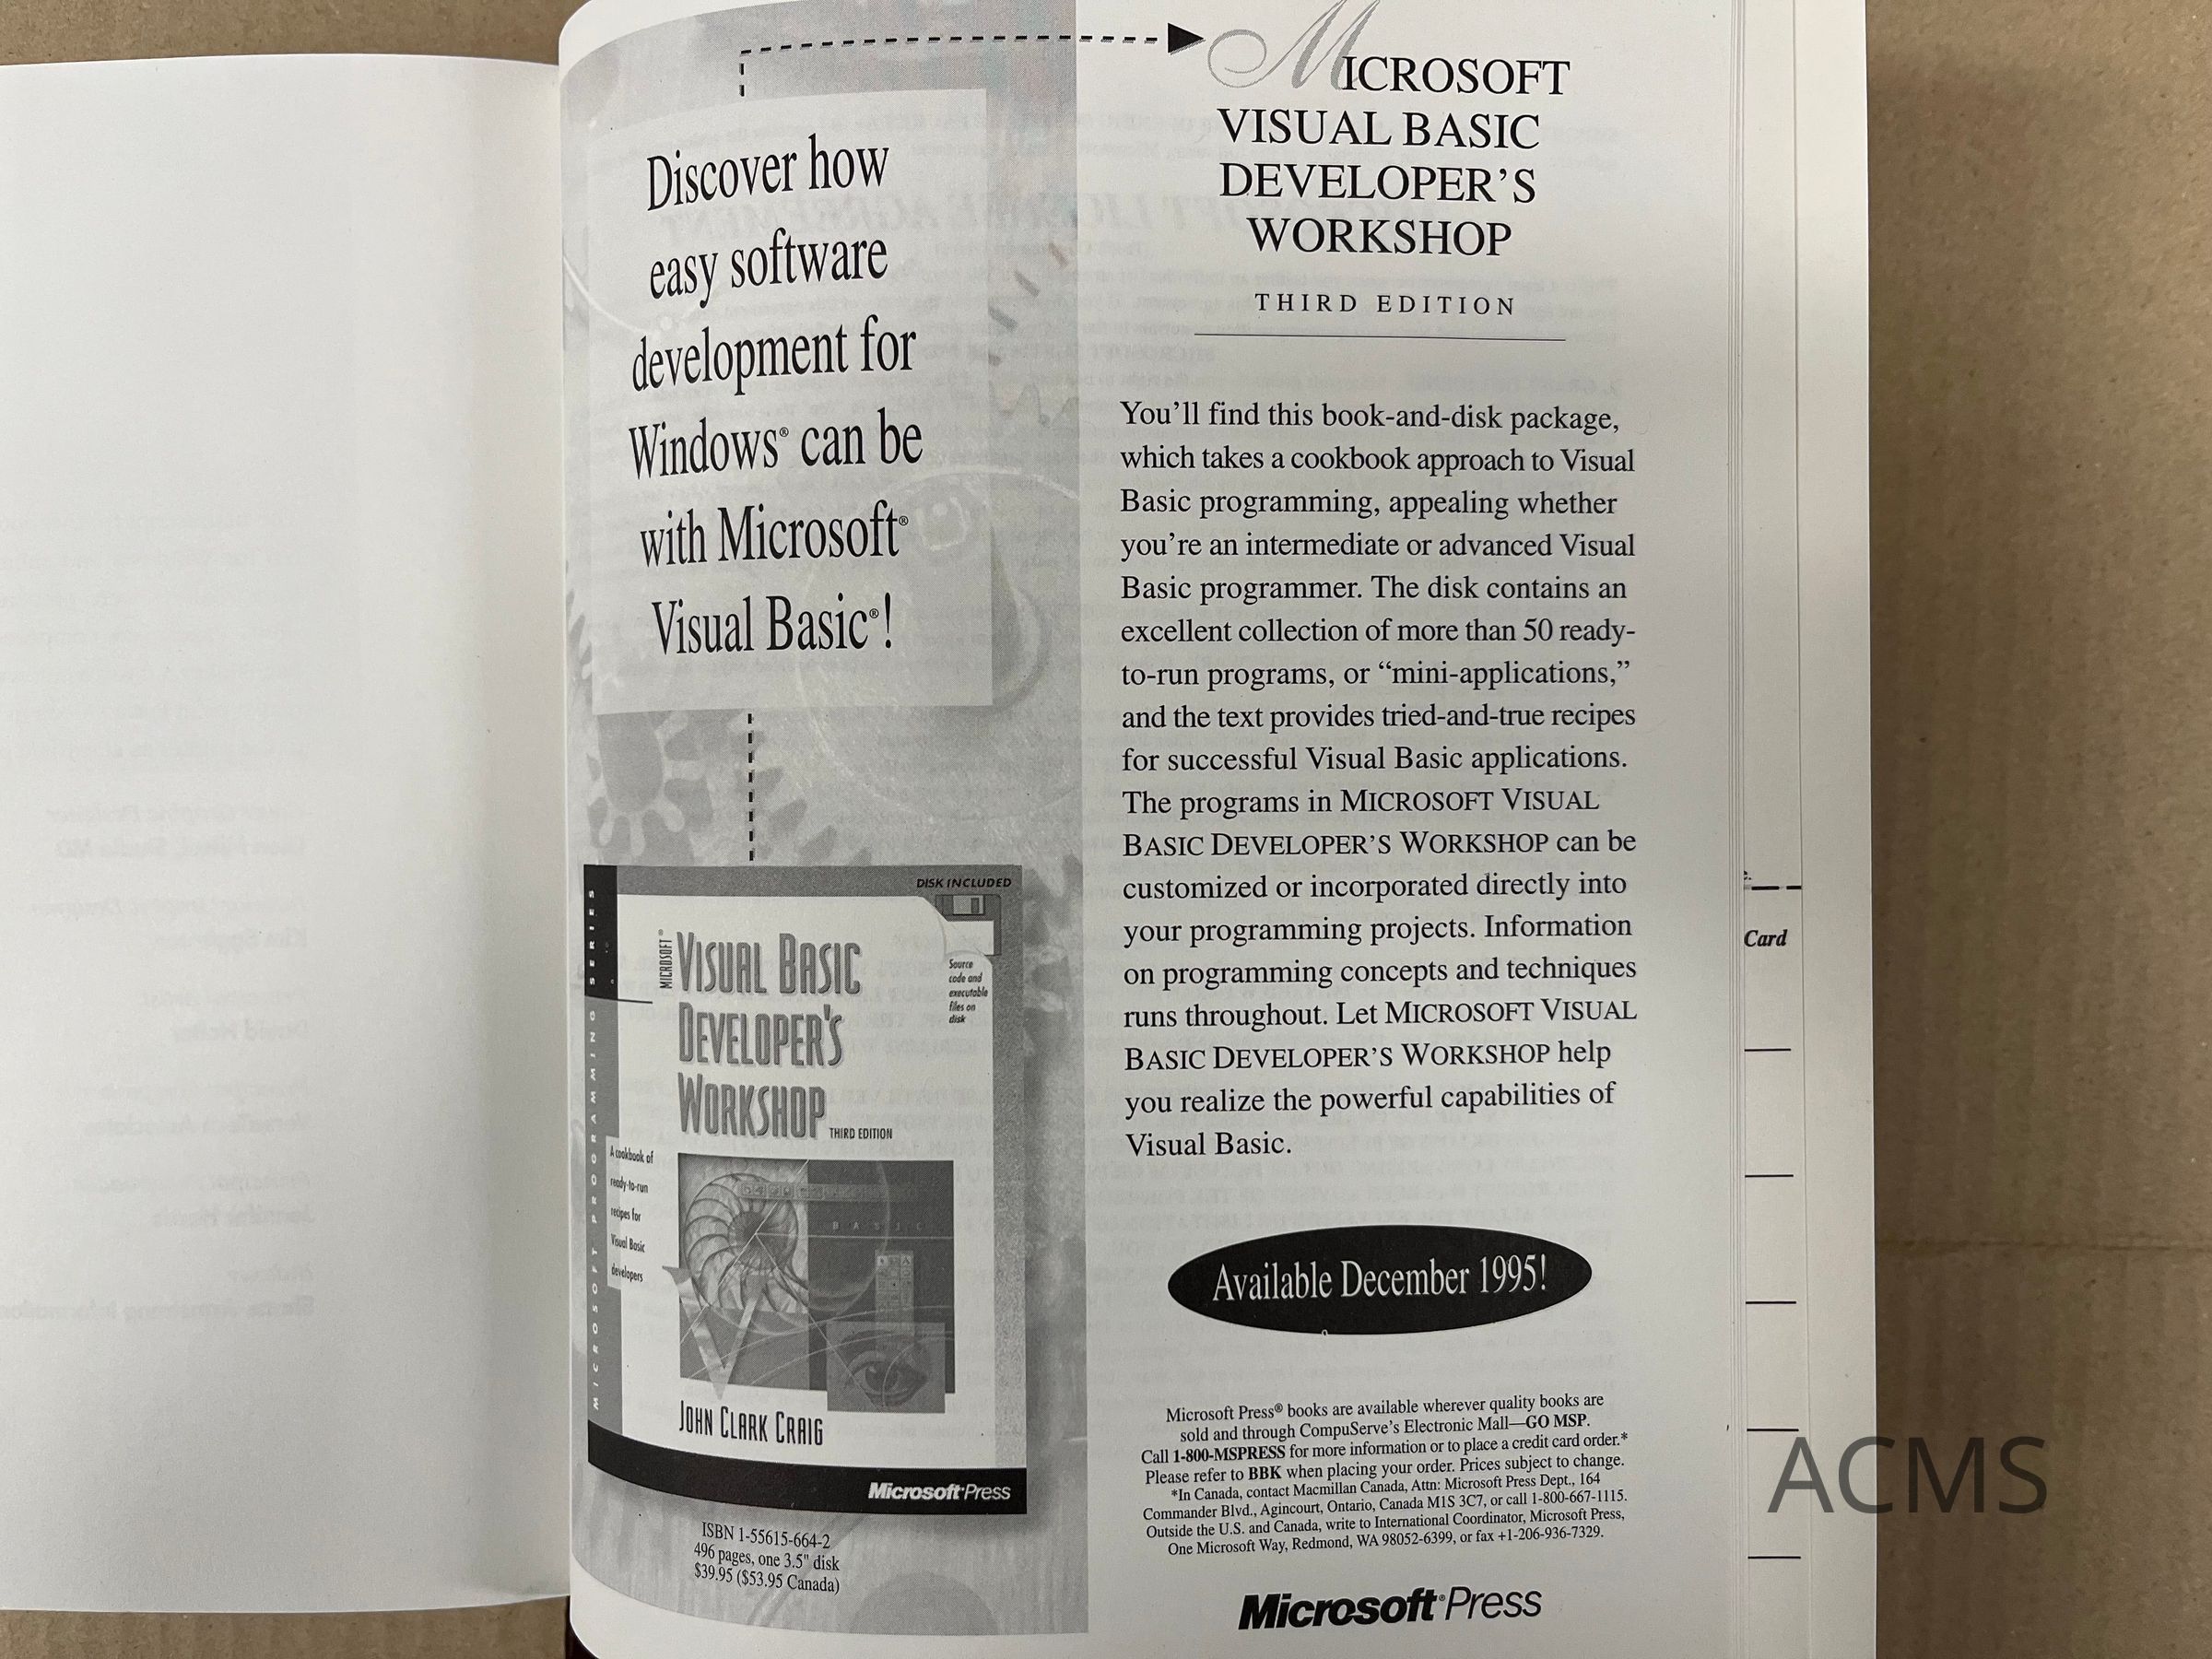 Discover how
easy software
development for
Windows® can be
with Microsoft®
Visual Basic®!
DISK INCLUDED
MICROSOFT PROGRAMMING SERIES
MICROSOFT®
VISUAL BASIC
DEVELOPER'S
WORKSHOP
THIRD EDITION
Source
code and
executable
files on
disk
A cookbook of
ready-to-run
recipes for
Visual Basic
developers
BASIC
JOHN CLARK CRAIG
Microsoft Press
ISBN 1-55615-664-2
496 pages, one 3.5" disk
$39.95 ($53.95 Canada)
MICROSOFT
VISUAL BASIC
DEVELOPER'S
WORKSHOP
THIRD EDITION
You'll find this book-and-disk package,
which takes a cookbook approach to Visual
Basic programming, appealing whether
you're an intermediate or advanced Visual
Basic programmer. The disk contains an
excellent collection of more than 50 ready-
to-run programs, or “mini-applications,”
and the text provides tried-and-true recipes
for successful Visual Basic applications.
The programs in MICROSOFT VISUAL
BASIC DEVELOPER'S WORKSHOP can be
customized or incorporated directly into
your programming projects. Information
on programming concepts and techniques
runs throughout. Let MICROSOFT VISUAL
BASIC DEVELOPER'S WORKSHOP help
you realize the powerful capabilities of
Visual Basic.
Available December 1995!
Microsoft Press® books are available wherever quality books are
sold and through CompuServe's Electronic Mall—GO MSP.
Call 1-800-MSPRESS for more information or to place a credit card order.*
Please refer to BBK when placing your order. Prices subject to change.
*In Canada, contact Macmillan Canada, Attn: Microsoft Press Dept., 164
Commander Blvd., Agincourt, Ontario, Canada M1S 3C7, or call 1-800-667-1115.
Outside the U.S. and Canada, write to International Coordinator, Microsoft Press,
One Microsoft Way, Redmond, WA 98052-6399, or fax +1-206-936-7329.
Microsoft® Press
Card
ACMS